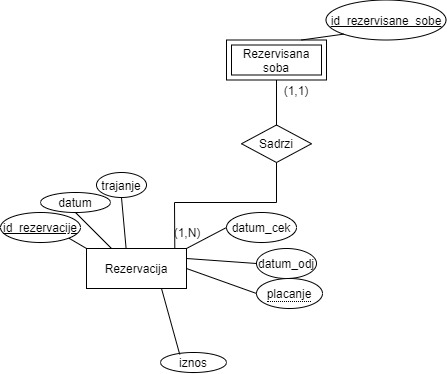 id_rezervisane_sobe
Rezervisana
soba
(1,1)
Sadrzi
trajanje
datum
id_rezervacije
(1,N)
datum_cek
Rezervacija
datum_odj
placanje
iznos